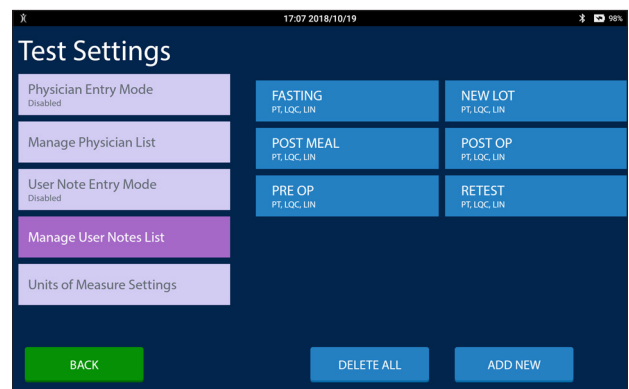 17:07 2018/10/19
98%
Test Settings
Physician Entry Mode
Disabled
Manage Physician List
User Note Entry Mode
Disabled
Manage User Notes List
Units of Measure Settings
FASTING
PT, LQC, LIN
NEW LOT
PT, LQC, LIN
POST MEAL
PT, LQC, LIN
POST OP
PT, LQC, LIN
PRE OP
PT, LQC, LIN
RETEST
PT, LQC, LIN
BACK
DELETE ALL
ADD NEW